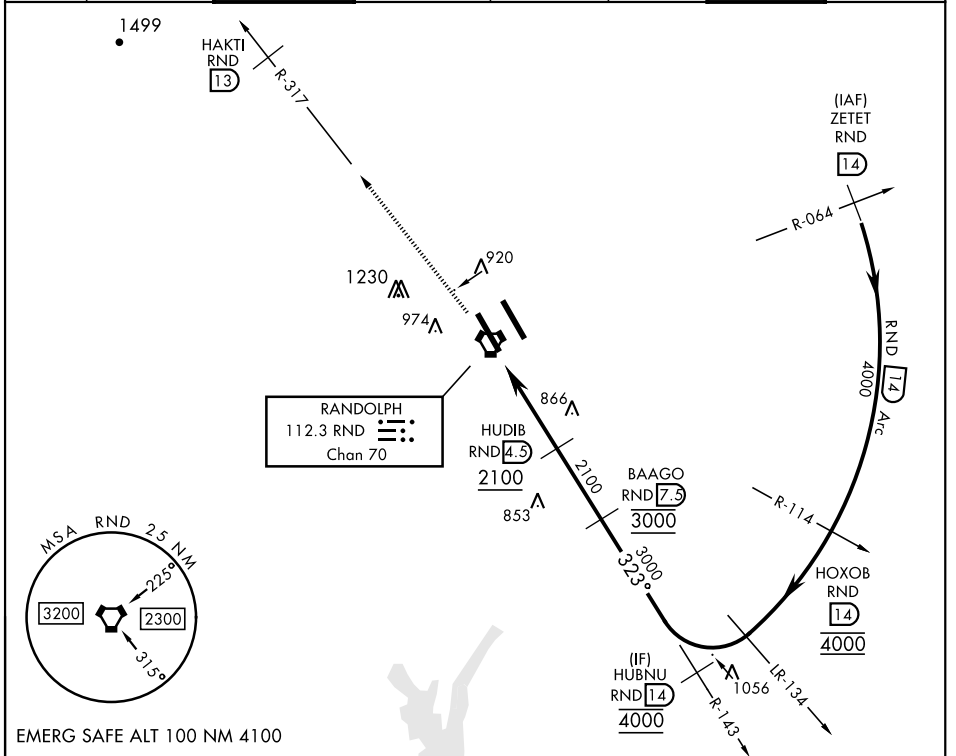 1499
HAKTI
RND
13
R-317
(IAF)
ZETET
RND
14
R-064
920
1230
974
RND 14 Arc
4000
RANDOLPH
112.3 RND
Chan 70
866
HUDIB
RND 4.5
2100
2100
BAAGO
RND 7.5
3000
853
R-114
3000
323°
HOXOB
RND
14
4000
MSA RND 25 NM
225°
3200
2300
315°
(IF)
HUBNU
RND 14
4000
1056
LR-134
R-143
EMERG SAFE ALT 100 NM 4100